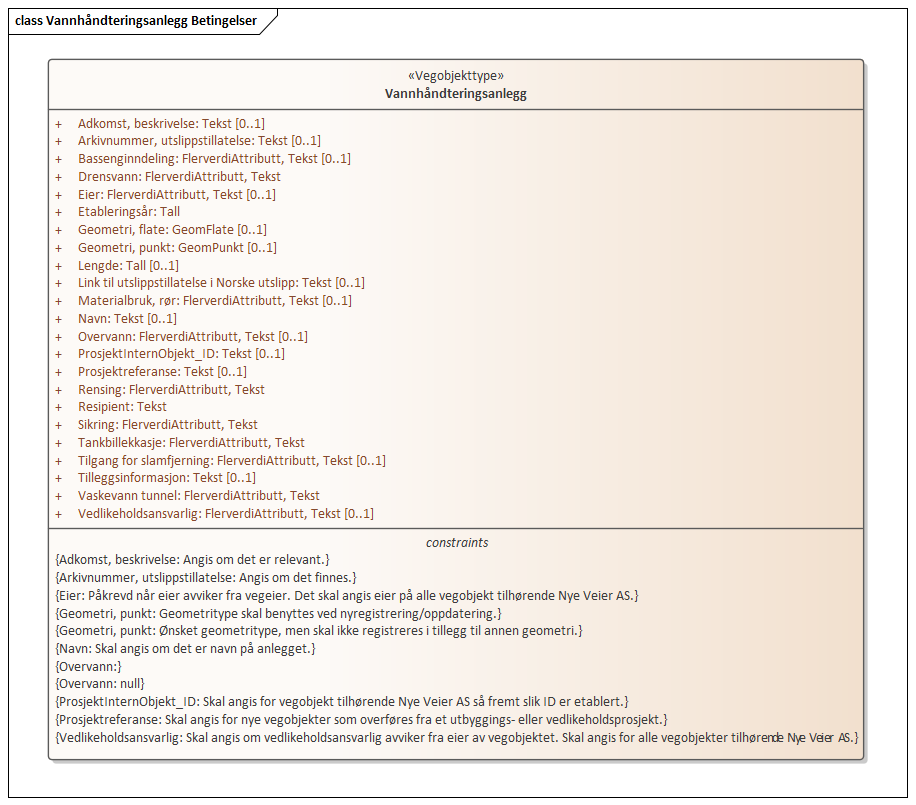 class Vannhåndteringsanlegg Betingelser
«Vegobjekttype»
Vannhåndteringsanlegg
+ Adkomst, beskrivelse: Tekst [0..1]
+ Arkivnummer, utslippstillatelse: Tekst [0..1]
+ Bassenginndeling: FlerverdiAttributt, Tekst [0..1]
+ Drensvann: FlerverdiAttributt, Tekst
+ Eier: FlerverdiAttributt, Tekst [0..1]
+ Etableringsår: Tall
+ Geometri, flate: GeomFlate [0..1]
+ Geometri, punkt: GeomPunkt [0..1]
+ Lengde: Tall [0..1]
+ Link til utslippstillatelse i Norske utslipp: Tekst [0..1]
+ Materialbruk, rør: FlerverdiAttributt, Tekst [0..1]
+ Navn: Tekst [0..1]
+ Overvann: FlerverdiAttributt, Tekst [0..1]
+ ProsjektInternObjekt_ID: Tekst [0..1]
+ Prosjektreferanse: Tekst [0..1]
+ Rensing: FlerverdiAttributt, Tekst
+ Resipient: Tekst
+ Sikring: FlerverdiAttributt, Tekst
+ Tankbillekkasje: FlerverdiAttributt, Tekst
+ Tilgang for slamfjerning: FlerverdiAttributt, Tekst [0..1]
+ Tilleggsinformasjon: Tekst [0..1]
+ Vaskevann tunnel: FlerverdiAttributt, Tekst
+ Vedlikeholdsansvarlig: FlerverdiAttributt, Tekst [0..1]
constraints
{Adkomst, beskrivelse: Angis om det er relevant.}
{Arkivnummer, utslippstillatelse: Angis om det finnes.}
{Eier: Påkrevd når eier avviker fra vegeier. Det skal angis eier på alle vegobjekt tilhørende Nye Veier AS.}
{Geometri, punkt: Geometritype skal benyttes ved nyregistrering/oppdatering.}
{Geometri, punkt: Ønsket geometritype, men skal ikke registreres i tillegg til annen geometri.}
{Navn: Skal angis om det er navn på anlegget.}
{Overvann:}
{Overvann: null}
{ProsjektInternObjekt_ID: Skal angis for vegobjekt tilhørende Nye Veier AS så fremt slik ID er etablert.}
{Prosjektreferanse: Skal angis for nye vegobjekter som overføres fra et utbyggings- eller vedlikeholdsprosjekt.}
{Vedlikeholdsansvarlig: Skal angis om vedlikeholdsansvarlig avviker fra eier av vegobjektet. Skal angis for alle vegobjekter tilhørende Nye Veier AS.}